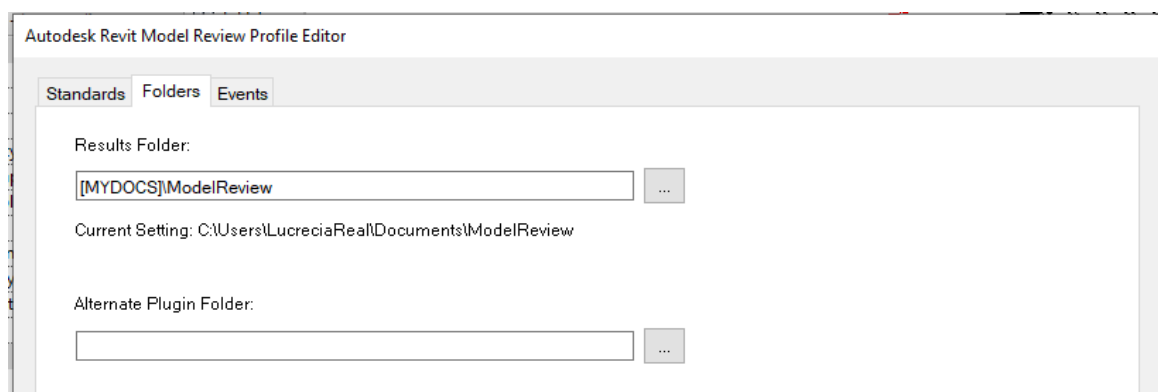 Autodesk Revit Model Review Profile Editor
Standards Folders Events
Results Folder:
[MYDOCS]\ModelReview
...
Current Setting: C:\Users\LucreciaReal\Documents\ModelReview
Alternate Plugin Folder:
...